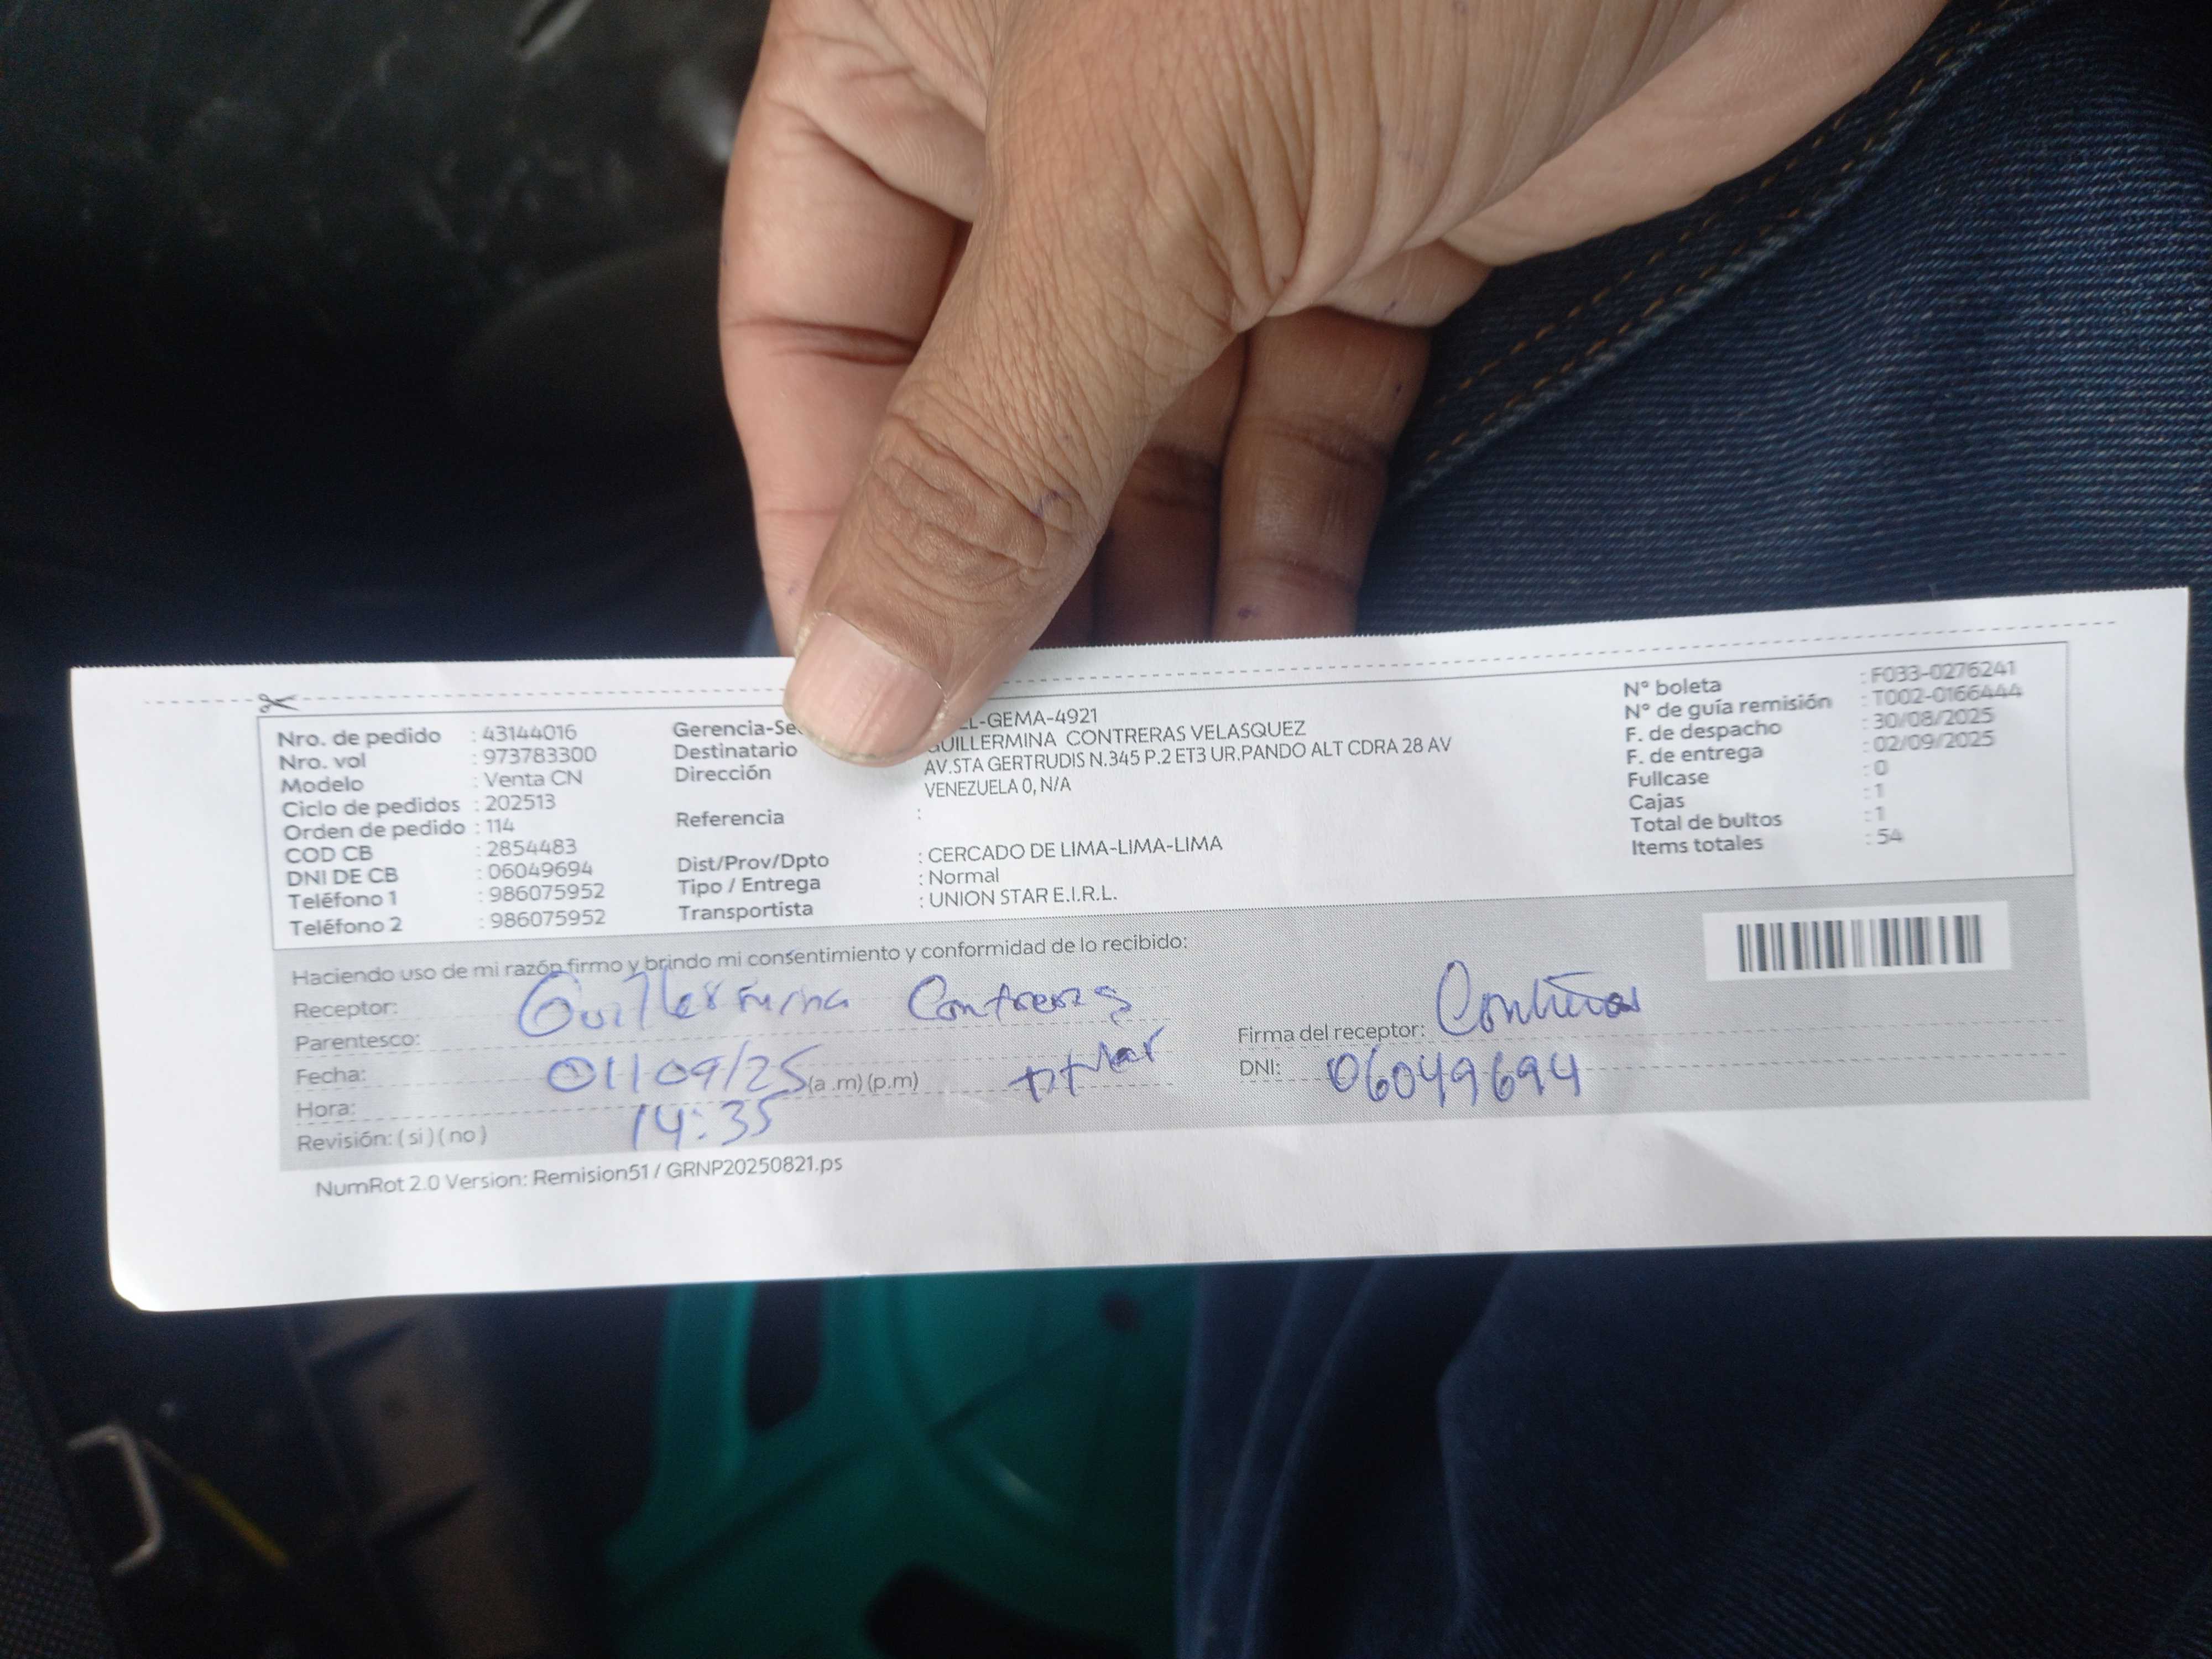 Nro. de pedido : 43144016
Nro. vol : 973783300
Modelo : Venta CN
Ciclo de pedidos : 202513
Orden de pedido : 114
COD CB : 2854483
DNI DE CB : 06049694
Teléfono 1 : 986075952
Teléfono 2 : 986075952
Gerencia-Se L-GEMA-4921
Destinatario GUILLERMINA CONTRERAS VELASQUEZ
Dirección AV.STA GERTRUDIS N.345 P.2 ET3 UR.PANDO ALT CDRA 28 AV
VENEZUELA 0, N/A
Referencia :
Dist/Prov/Dpto : CERCADO DE LIMA-LIMA-LIMA
Tipo / Entrega : Normal
Transportista : UNION STAR E.I.R.L.
N° boleta : F033-0276241
N° de guía remisión : T002-0166444
F. de despacho : 30/08/2025
F. de entrega : 02/09/2025
Fullcase : 0
Cajas : 1
Total de bultos : 1
Items totales : 54
Haciendo uso de mi razón firmo y brindo mi consentimiento y conformidad de lo recibido:
Receptor: Guillermina Contreras
Parentesco: titular
Fecha: 01/09/25 (a .m) (p.m)
Hora: 14:35
Revisión: ( si ) ( no )
Firma del receptor: Contreras
DNI: 06049694
NumRot 2.0 Version: Remision51 / GRNP20250821.ps